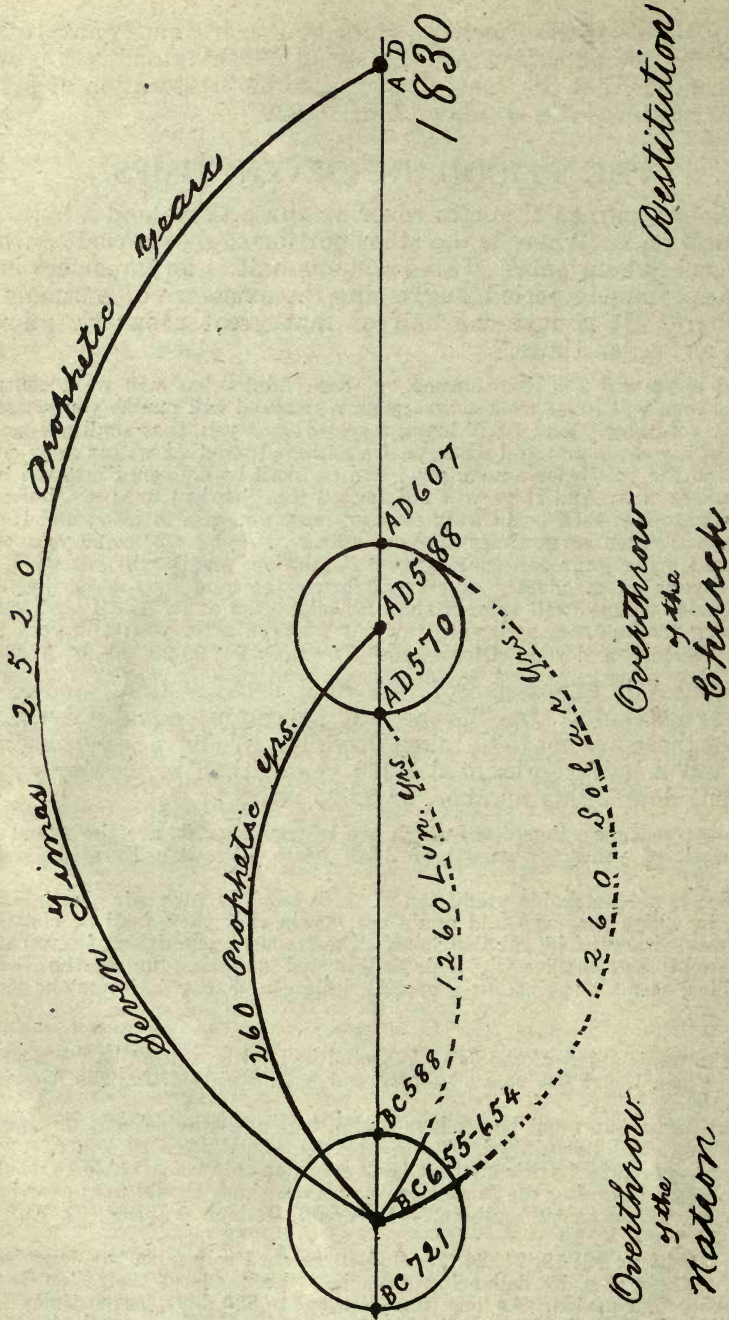 Seven Times 2520 Prophetic Years
1260 Prophetic Yrs.
BC 721
BC 655-654
BC 588
AD 570
AD 588
AD 607
AD
1830
1260 Lun. Yrs
1260 Solar Yrs.
Overthrow
of the
Nation
Overthrow
of the
Church
Restitution